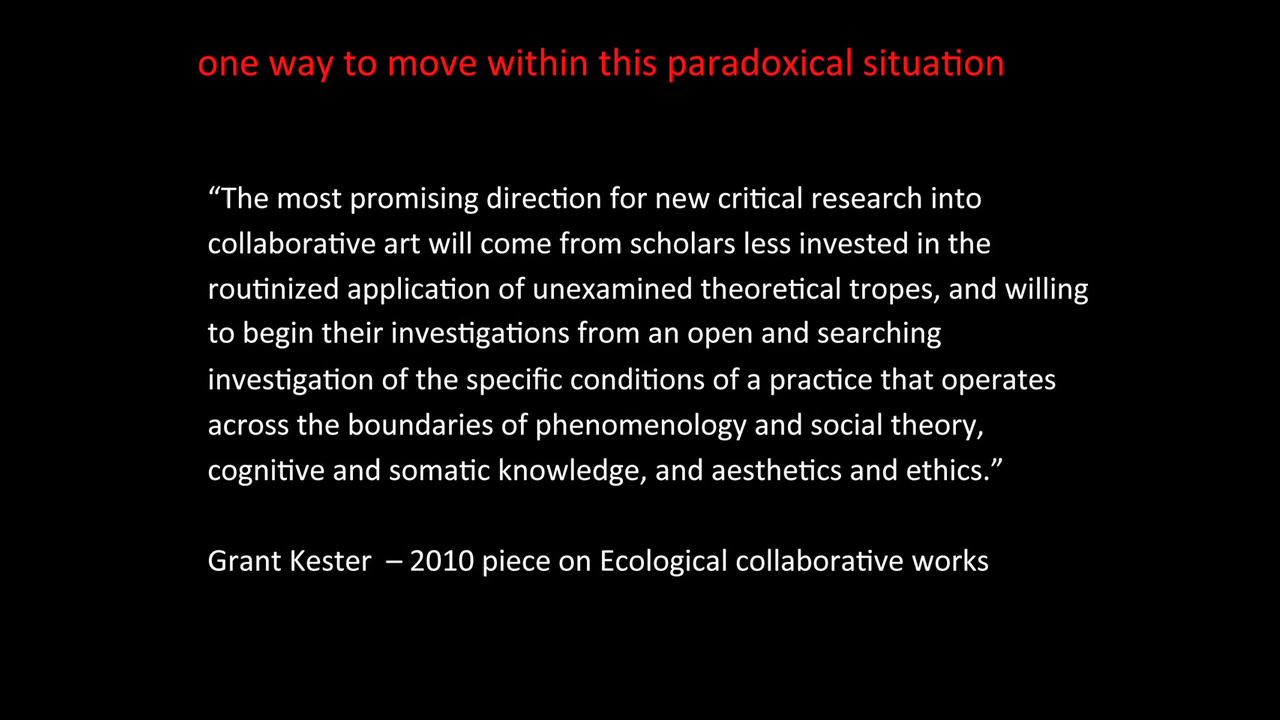 one way to move within this paradoxical situation
“The most promising direction for new critical research into
collaborative art will come from scholars less invested in the
routinized application of unexamined theoretical tropes, and willing
to begin their investigations from an open and searching
investigation of the specific conditions of a practice that operates
across the boundaries of phenomenology and social theory,
cognitive and somatic knowledge, and aesthetics and ethics.”
Grant Kester – 2010 piece on Ecological collaborative works